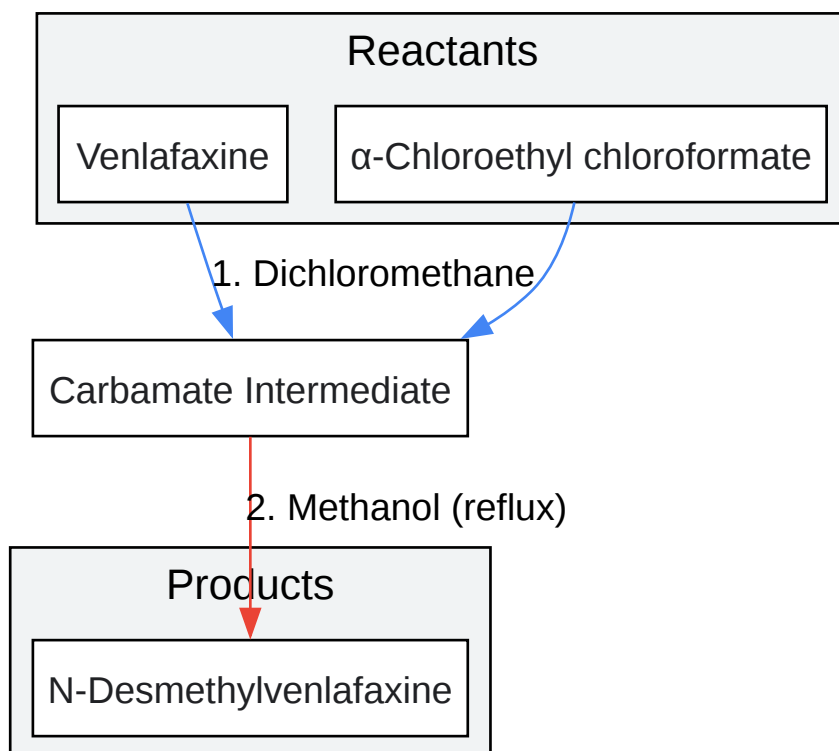 Reactants
Venlafaxine
α-Chloroethyl chloroformate
1. Dichloromethane
Carbamate Intermediate
2. Methanol (reflux)
Products
N-Desmethylvenlafaxine